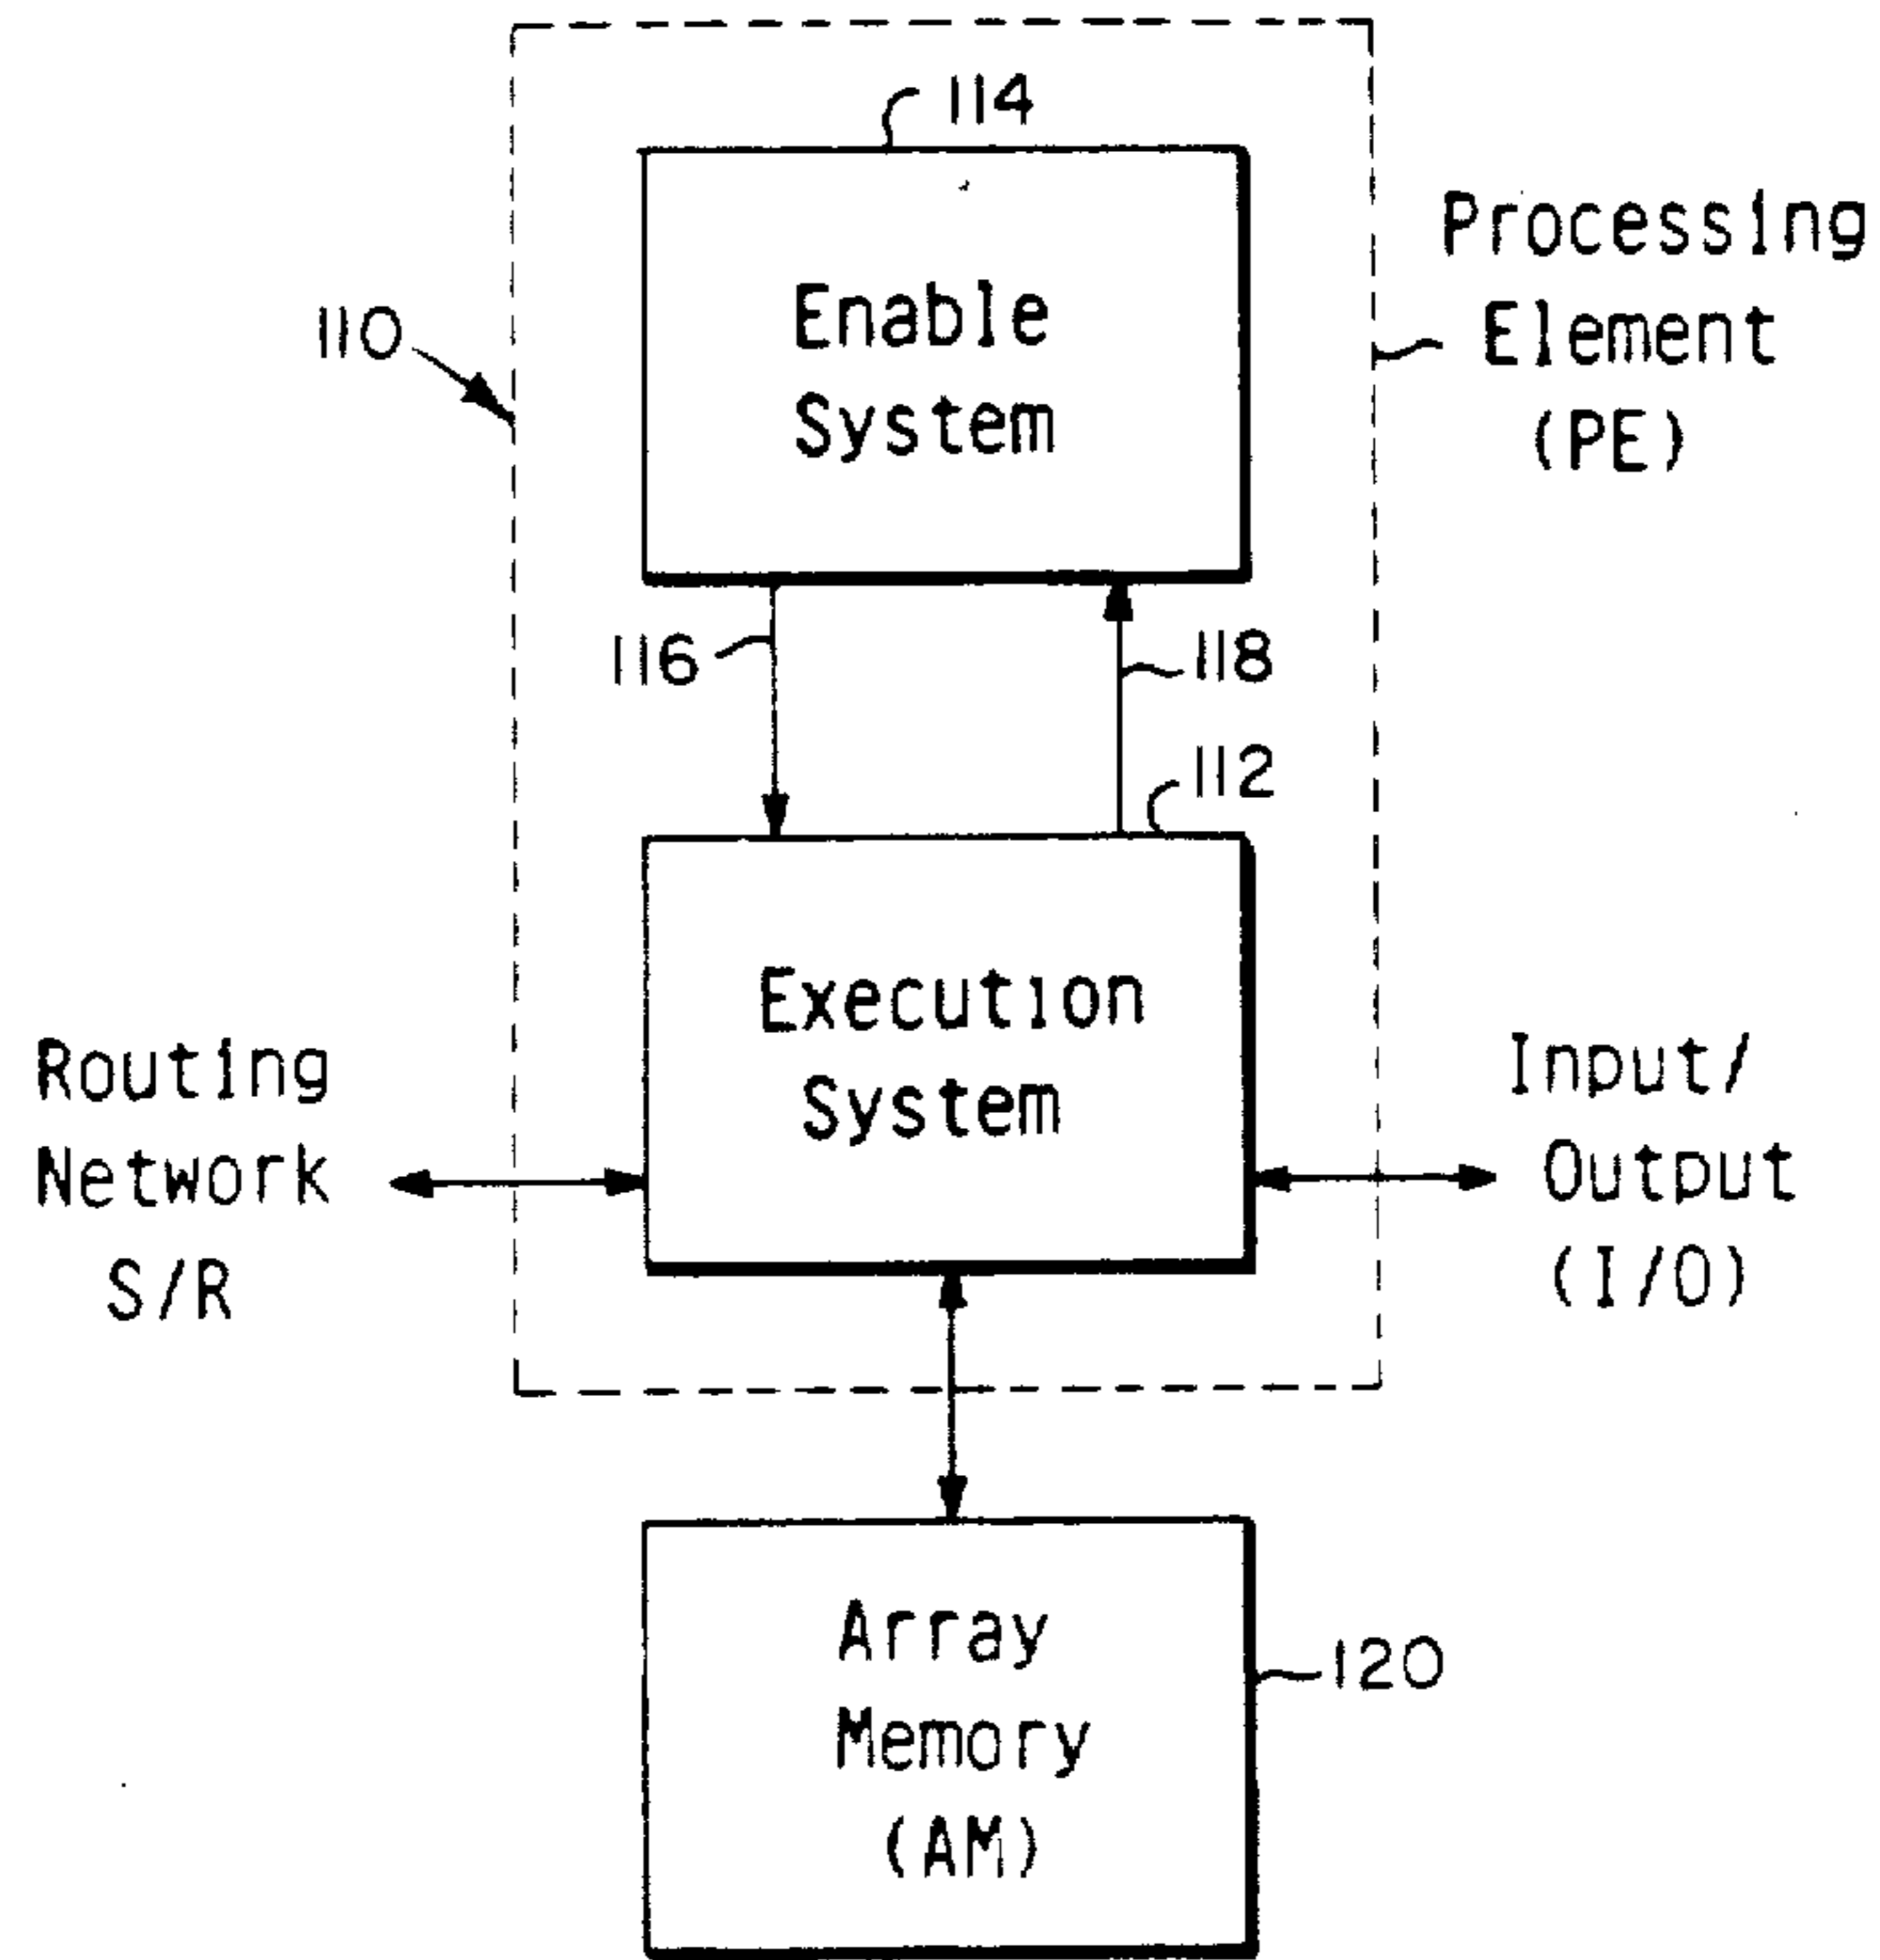 114
Enable
System
110
Processing
Element
(PE)
116
118
112
Execution
System
Routing
Network
S/R
Input/
Output
(I/O)
Array
Memory
(AM)
120